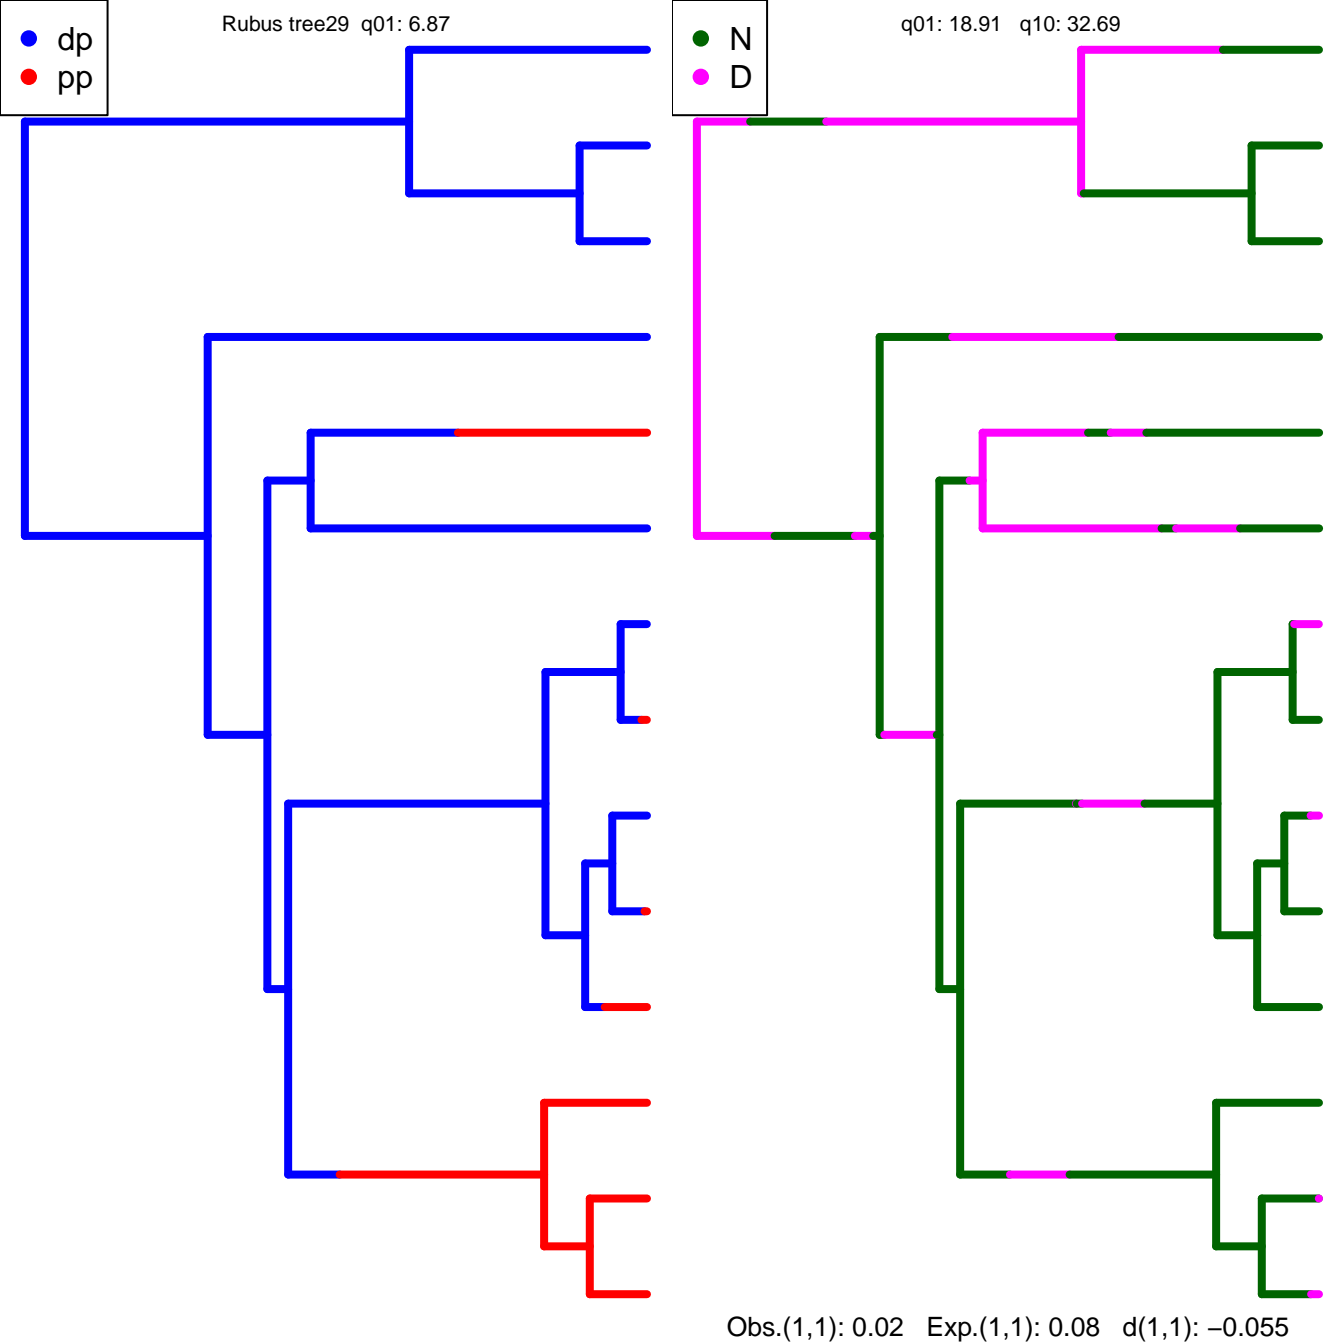 Rubus tree29 q01: 6.87
dp
pp
q01: 18.91 q10: 32.69
N
D
Obs.(1,1): 0.02 Exp.(1,1): 0.08 d(1,1): −0.055